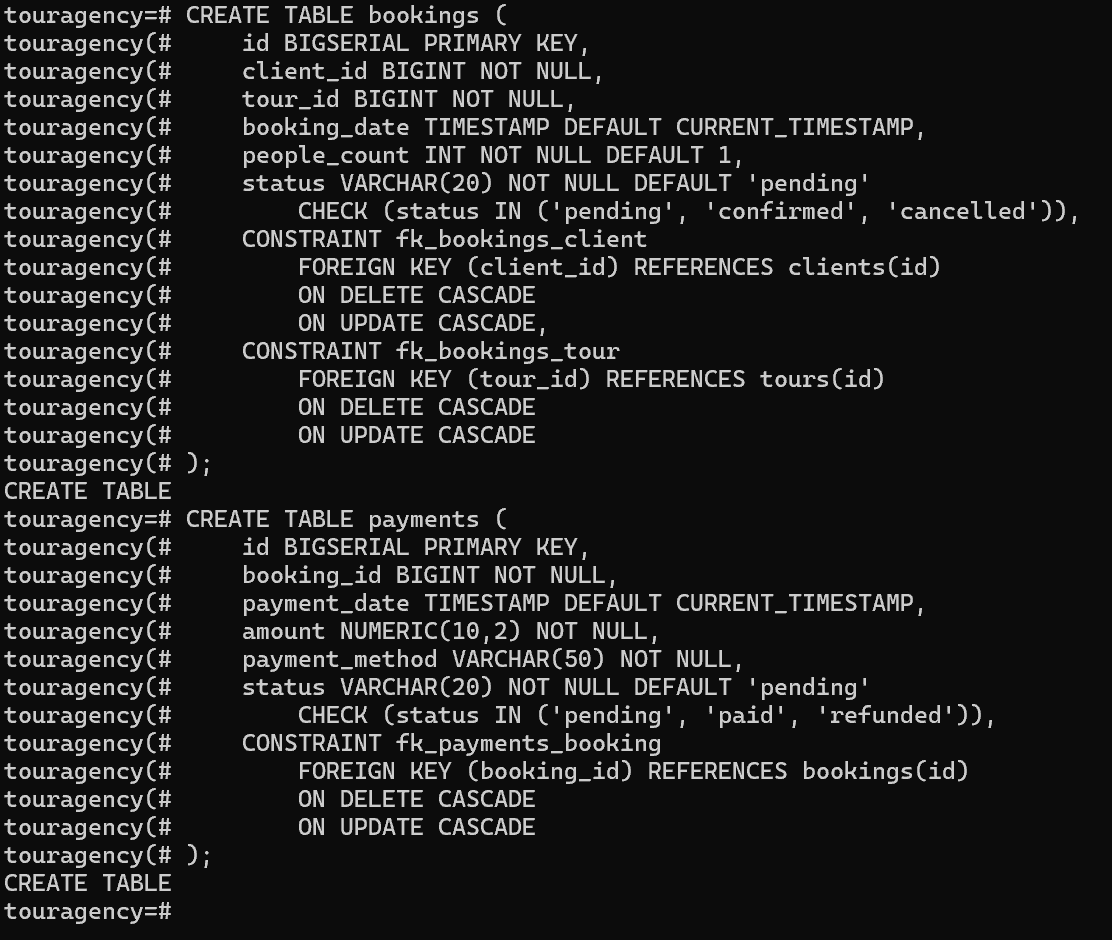 touragency=# CREATE TABLE bookings (
touragency(#     id BIGSERIAL PRIMARY KEY,
touragency(#     client_id BIGINT NOT NULL,
touragency(#     tour_id BIGINT NOT NULL,
touragency(#     booking_date TIMESTAMP DEFAULT CURRENT_TIMESTAMP,
touragency(#     people_count INT NOT NULL DEFAULT 1,
touragency(#     status VARCHAR(20) NOT NULL DEFAULT 'pending'
touragency(#         CHECK (status IN ('pending', 'confirmed', 'cancelled')),
touragency(#     CONSTRAINT fk_bookings_client
touragency(#         FOREIGN KEY (client_id) REFERENCES clients(id)
touragency(#         ON DELETE CASCADE
touragency(#         ON UPDATE CASCADE,
touragency(#     CONSTRAINT fk_bookings_tour
touragency(#         FOREIGN KEY (tour_id) REFERENCES tours(id)
touragency(#         ON DELETE CASCADE
touragency(#         ON UPDATE CASCADE
touragency(# );
CREATE TABLE
touragency=# CREATE TABLE payments (
touragency(#     id BIGSERIAL PRIMARY KEY,
touragency(#     booking_id BIGINT NOT NULL,
touragency(#     payment_date TIMESTAMP DEFAULT CURRENT_TIMESTAMP,
touragency(#     amount NUMERIC(10,2) NOT NULL,
touragency(#     payment_method VARCHAR(50) NOT NULL,
touragency(#     status VARCHAR(20) NOT NULL DEFAULT 'pending'
touragency(#         CHECK (status IN ('pending', 'paid', 'refunded')),
touragency(#     CONSTRAINT fk_payments_booking
touragency(#         FOREIGN KEY (booking_id) REFERENCES bookings(id)
touragency(#         ON DELETE CASCADE
touragency(#         ON UPDATE CASCADE
touragency(# );
CREATE TABLE
touragency=#